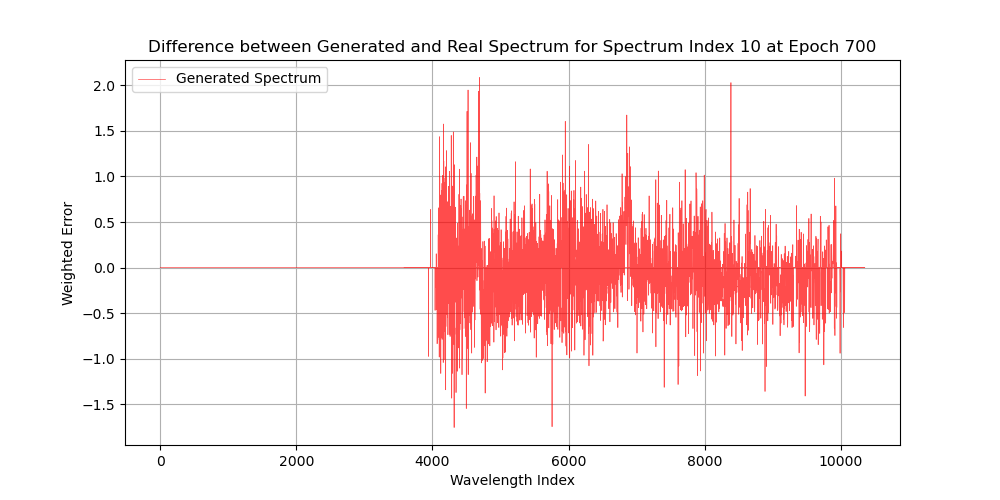 Difference between Generated and Real Spectrum for Spectrum Index 10 at Epoch 700
Generated Spectrum
2.0
1.5
1.0
0.5
0.0
−0.5
−1.0
−1.5
Weighted Error
0 2000 4000 6000 8000 10000
Wavelength Index